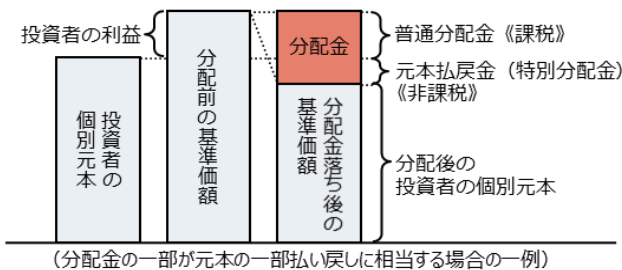 投資者の利益
投資者の
個別元本
分配前の基準価額
分配金
分配金落ち後の
基準価額
普通分配金《課税》
元本払戻金（特別分配金）
《非課税》
分配後の
投資者の個別元本
（分配金の一部が元本の一部払い戻しに相当する場合の一例）